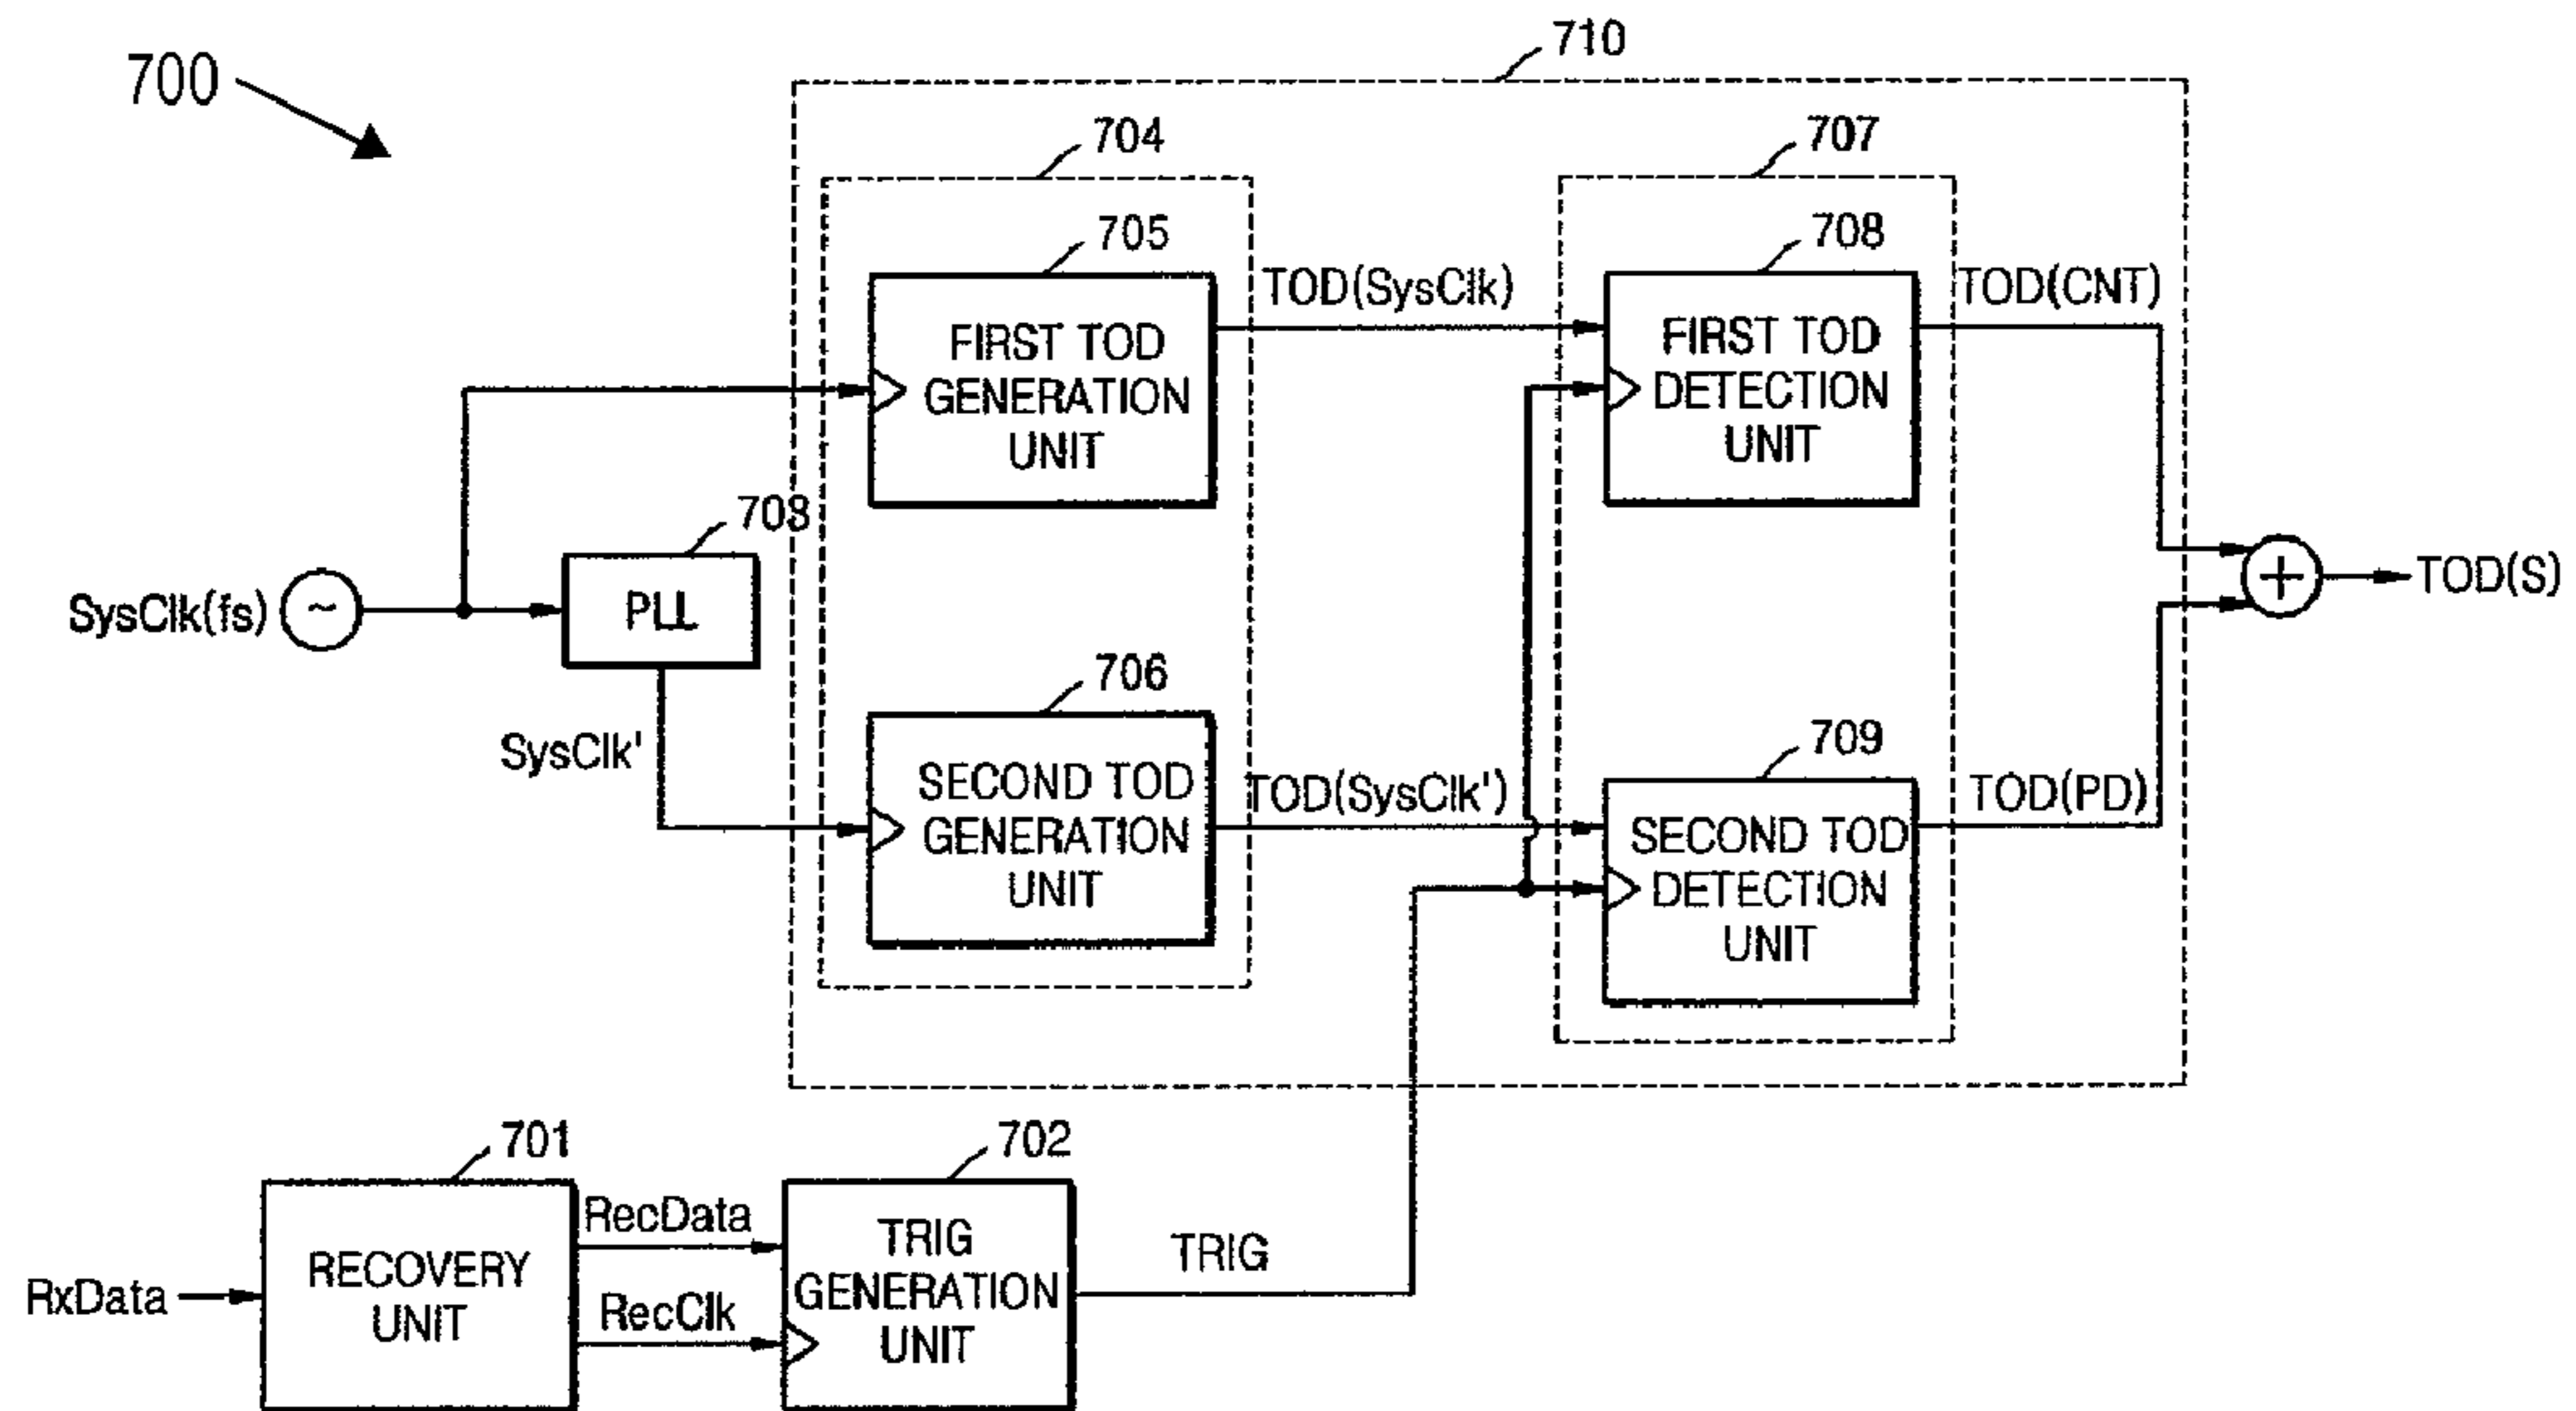 710
700
704
707
705
708
TOD(SysClk)
TOD(CNT)
FIRST TOD
GENERATION
UNIT
FIRST TOD
DETECTION
UNIT
703
SysClk(fs)
~
PLL
+
TOD(S)
706
SysClk'
709
SECOND TOD
GENERATION
UNIT
TOD(SysClk')
TOD(PD)
SECOND TOD
DETECTION
UNIT
701
702
RecData
RxData
RECOVERY
UNIT
RecClk
TRIG
GENERATION
UNIT
TRIG